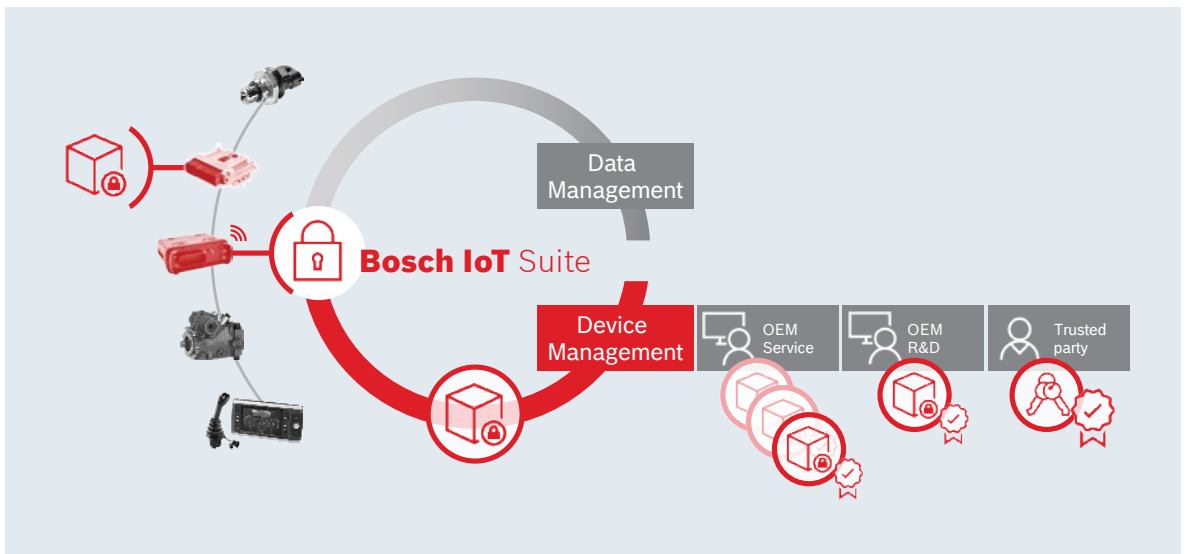 Data
Management
Bosch IoT Suite
Device
Management
OEM
Service
OEM
R&D
Trusted
party